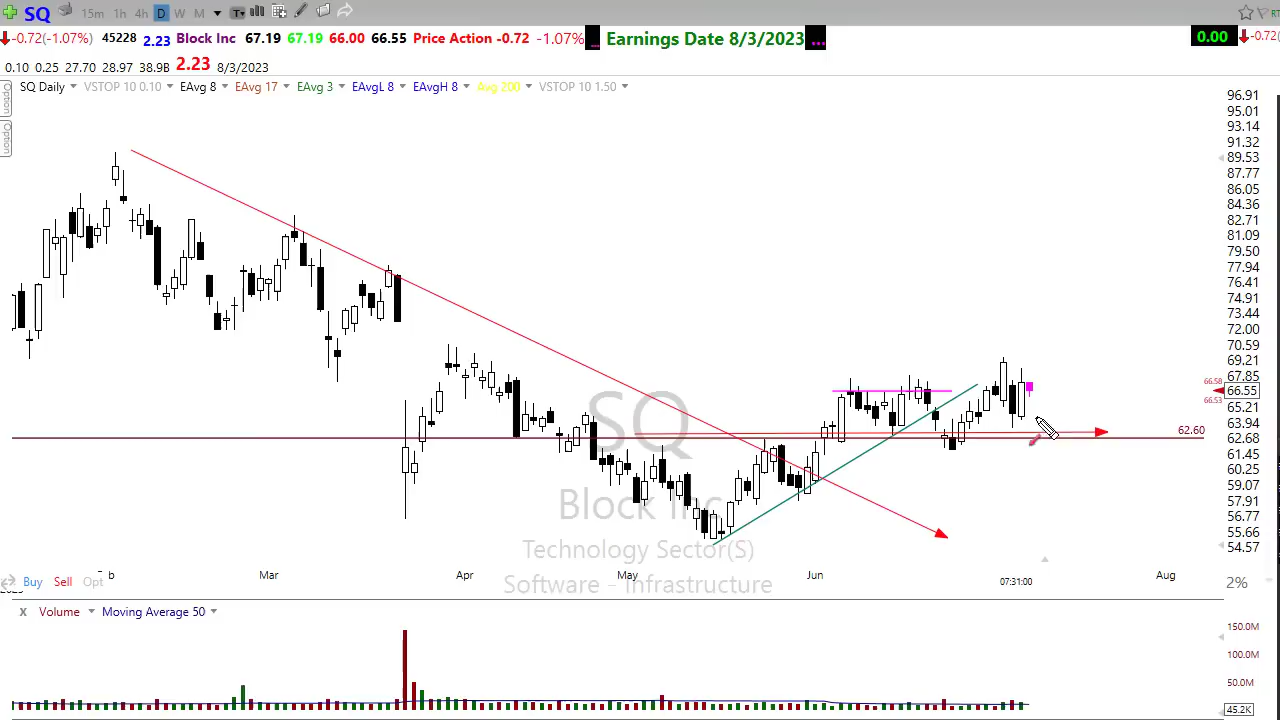 SQ 15m 1h 4h D W M T
-0.72(-1.07%) 45228 2.23 Block Inc 67.19 67.19 66.00 66.55 Price Action -0.72 -1.07% ... Earnings Date 8/3/2023 ... 0.00 -0.72(
0.10 0.25 27.70 28.97 38.9B 2.23 8/3/2023
SQ Daily VSTOP 10 0.10 EAvg 8 EAvg 17 EAvg 3 EAvgL 8 EAvgH 8 Avg 200 VSTOP 10 1.50
Option
Option
96.91
95.01
93.14
91.32
89.53
87.77
86.05
84.36
82.71
81.09
79.50
77.94
76.41
74.91
73.44
72.00
70.59
69.21
67.85
66.58
66.55
66.53
65.21
63.94
62.60
62.68
61.45
60.25
59.07
57.91
56.77
55.66
54.57
SQ
Block Inc
Technology Sector(S)
Software - Infrastructure
Mar Apr May Jun 07:31:00 Aug
Buy Sell Opt 2%
x Volume Moving Average 50
150.0M
100.0M
50.0M
45.2K